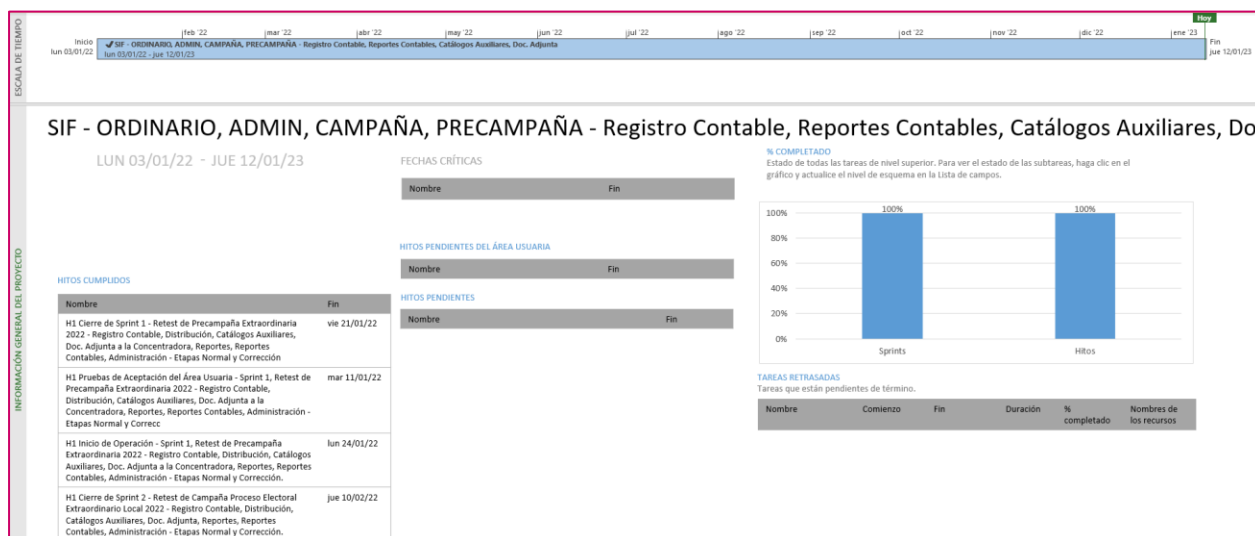 ESCALA DE TIEMPO
Hoy
feb '22 mar '22 abr '22 may '22 jun '22 jul '22 ago '22 sep '22 oct '22 nov '22 dic '22 ene '23
Inicio
lun 03/01/22
SIF - ORDINARIO, ADMIN, CAMPAÑA, PRECAMPAÑA - Registro Contable, Reportes Contables, Catálogos Auxiliares, Doc. Adjunta
lun 03/01/22 - jue 12/01/23
Fin
jue 12/01/23
INFORMACIÓN GENERAL DEL PROYECTO
SIF - ORDINARIO, ADMIN, CAMPAÑA, PRECAMPAÑA - Registro Contable, Reportes Contables, Catálogos Auxiliares, Do
LUN 03/01/22 - JUE 12/01/23
HITOS CUMPLIDOS
Nombre Fin
H1 Cierre de Sprint 1 - Retest de Precampaña Extraordinaria vie 21/01/22
2022 - Registro Contable, Distribución, Catálogos Auxiliares,
Doc. Adjunta a la Concentradora, Reportes, Reportes
Contables, Administración - Etapas Normal y Corrección
H1 Pruebas de Aceptación del Área Usuaria - Sprint 1, Retest de mar 11/01/22
Precampaña Extraordinaria 2022 - Registro Contable,
Distribución, Catálogos Auxiliares, Doc. Adjunta a la
Concentradora, Reportes, Reportes Contables, Administración -
Etapas Normal y Correcc
H1 Inicio de Operación - Sprint 1, Retest de Precampaña lun 24/01/22
Extraordinaria 2022 - Registro Contable, Distribución, Catálogos
Auxiliares, Doc. Adjunta a la Concentradora, Reportes, Reportes
Contables, Administración - Etapas Normal y Corrección.
H1 Cierre de Sprint 2 - Retest de Campaña Proceso Electoral jue 10/02/22
Extraordinario Local 2022 - Registro Contable, Distribución,
Catálogos Auxiliares, Doc. Adjunta, Reportes, Reportes
Contables, Administración - Etapas Normal y Corrección.
FECHAS CRÍTICAS
Nombre Fin
HITOS PENDIENTES DEL ÁREA USUARIA
Nombre Fin
HITOS PENDIENTES
Nombre Fin
% COMPLETADO
Estado de todas las tareas de nivel superior. Para ver el estado de las subtareas, haga clic en el
gráfico y actualice el nivel de esquema en la Lista de campos.
100% 100%
100%
80%
60%
40%
20%
0%
Sprints Hitos
TAREAS RETRASADAS
Tareas que están pendientes de término.
Nombre Comienzo Fin Duración % Nombres de
completado los recursos